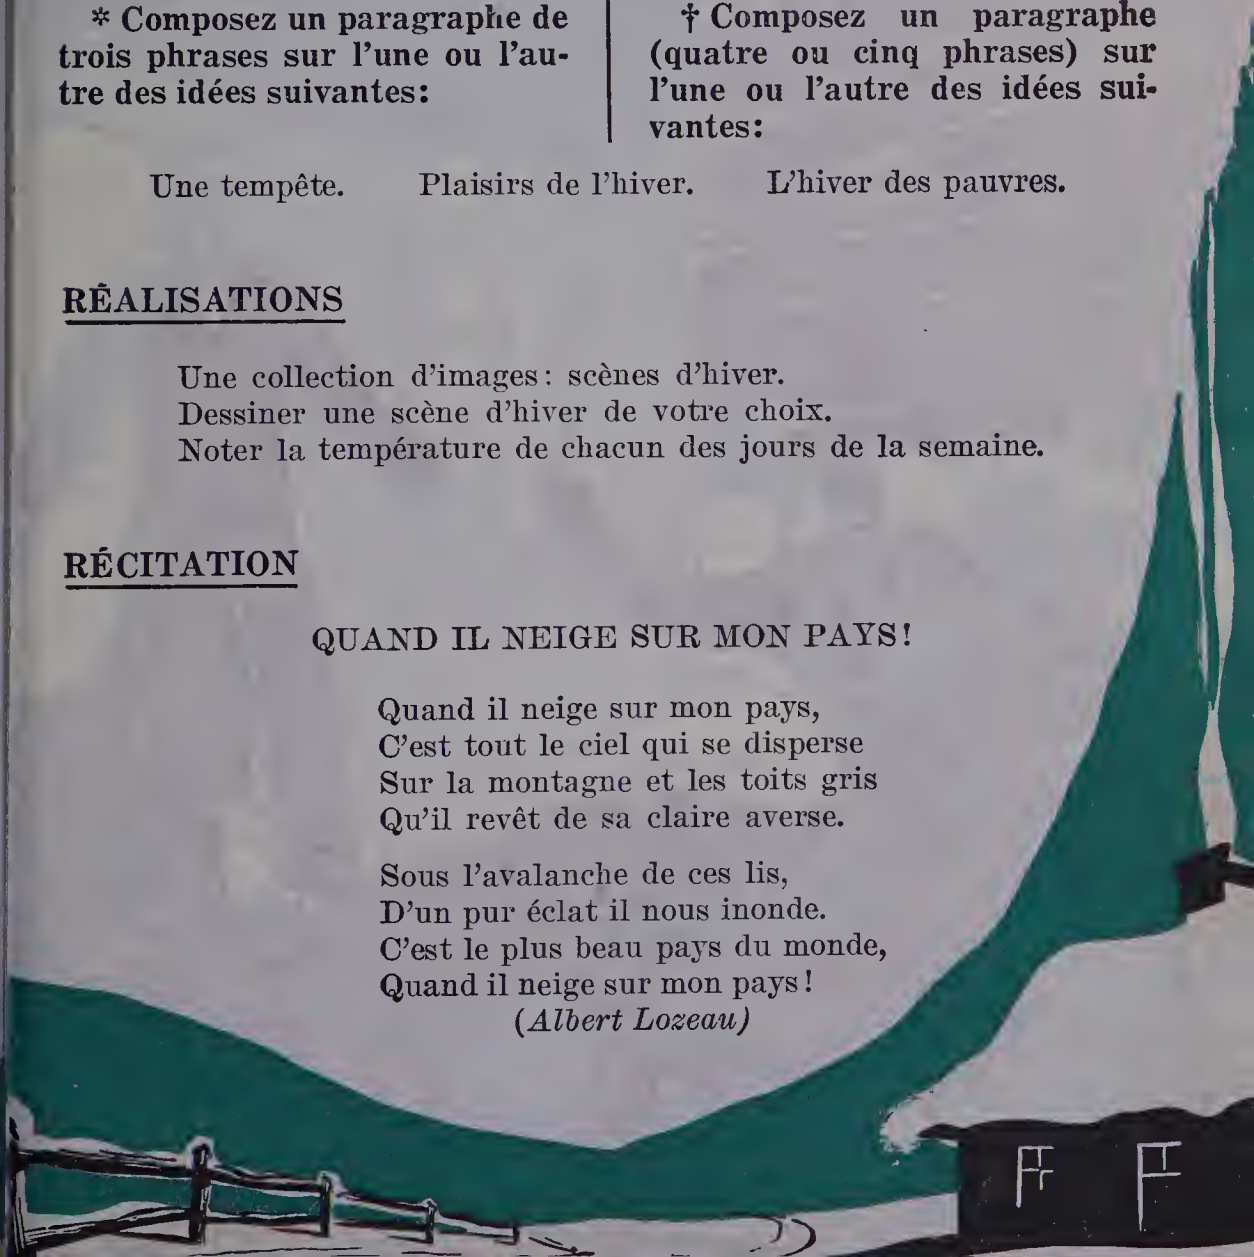 * Composez un paragraphe de
trois phrases sur l'une ou l'au-
tre des idées suivantes:
† Composez un paragraphe
(quatre ou cinq phrases) sur
l'une ou l'autre des idées sui-
vantes:
Une tempête. Plaisirs de l'hiver. L'hiver des pauvres.
RÉALISATIONS
Une collection d'images: scènes d'hiver.
Dessiner une scène d'hiver de votre choix.
Noter la température de chacun des jours de la semaine.
RÉCITATION
QUAND IL NEIGE SUR MON PAYS!
Quand il neige sur mon pays,
C'est tout le ciel qui se disperse
Sur la montagne et les toits gris
Qu'il revêt de sa claire averse.
Sous l'avalanche de ces lis,
D'un pur éclat il nous inonde.
C'est le plus beau pays du monde,
Quand il neige sur mon pays!
(Albert Lozeau)